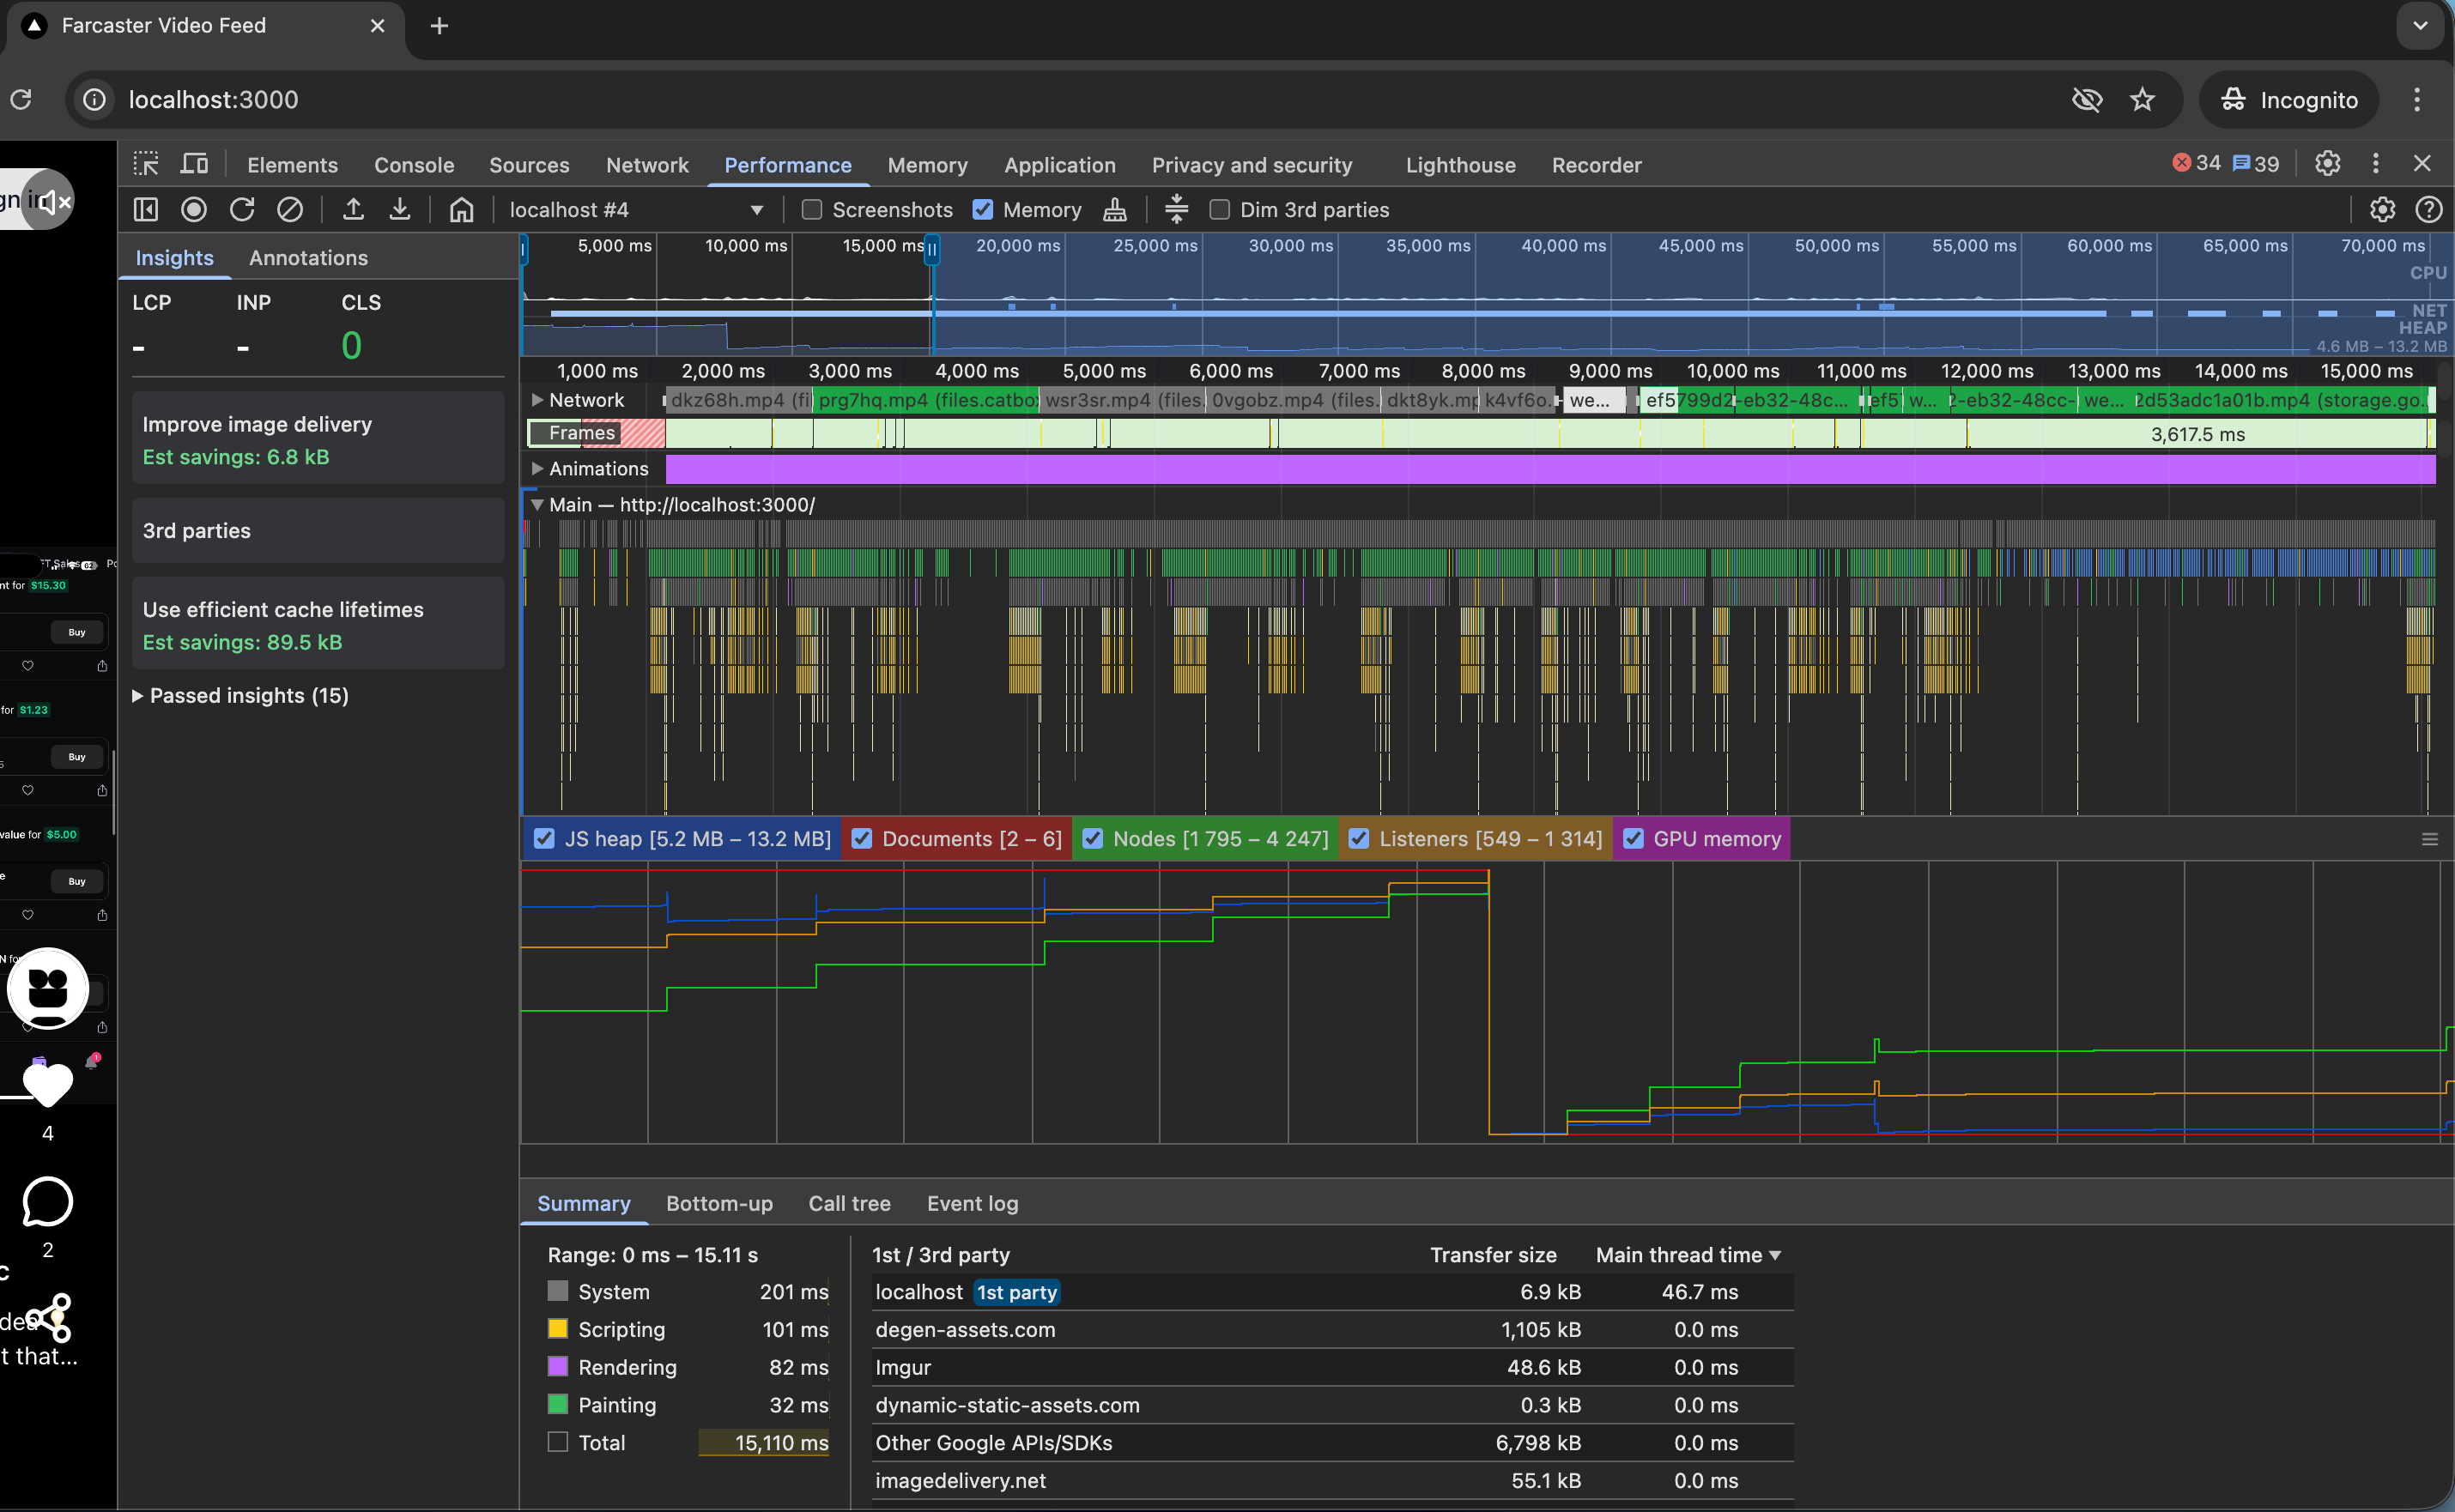 Farcaster Video Feed
localhost:3000
Incognito
Elements Console Sources Network Performance Memory Application Privacy and security Lighthouse Recorder 34 39
localhost #4 Screenshots Memory Dim 3rd parties
Insights Annotations
LCP INP CLS
- - 0
Improve image delivery
Est savings: 6.8 kB
3rd parties
Use efficient cache lifetimes
Est savings: 89.5 kB
Passed insights (15)
5,000 ms 10,000 ms 15,000 ms 20,000 ms 25,000 ms 30,000 ms 35,000 ms 40,000 ms 45,000 ms 50,000 ms 55,000 ms 60,000 ms 65,000 ms 70,000 ms
CPU
NET
HEAP
4.6 MB – 13.2 MB
1,000 ms 2,000 ms 3,000 ms 4,000 ms 5,000 ms 6,000 ms 7,000 ms 8,000 ms 9,000 ms 10,000 ms 11,000 ms 12,000 ms 13,000 ms 14,000 ms 15,000 ms
Network dkz68h.mp4 (fil prg7hq.mp4 (files.catbo wsr3sr.mp4 (files. 0vgobz.mp4 (files. dkt8yk.mp k4vf6o. we... ef5799d2-eb32-48c... ef5 w... 2-eb32-48cc- we... 2d53adc1a01b.mp4 (storage.go.
Frames 3,617.5 ms
Animations
Main — http://localhost:3000/
JS heap [5.2 MB – 13.2 MB] Documents [2 – 6] Nodes [1 795 – 4 247] Listeners [549 – 1 314] GPU memory
Summary Bottom-up Call tree Event log
Range: 0 ms – 15.11 s
System 201 ms
Scripting 101 ms
Rendering 82 ms
Painting 32 ms
Total 15,110 ms
1st / 3rd party Transfer size Main thread time
localhost 1st party 6.9 kB 46.7 ms
degen-assets.com 1,105 kB 0.0 ms
Imgur 48.6 kB 0.0 ms
dynamic-static-assets.com 0.3 kB 0.0 ms
Other Google APIs/SDKs 6,798 kB 0.0 ms
imagedelivery.net 55.1 kB 0.0 ms
gn in
nt for $15.30
Buy
for $1.23
Buy
value for $5.00
Buy
N for
4
2
c
dea
t that...